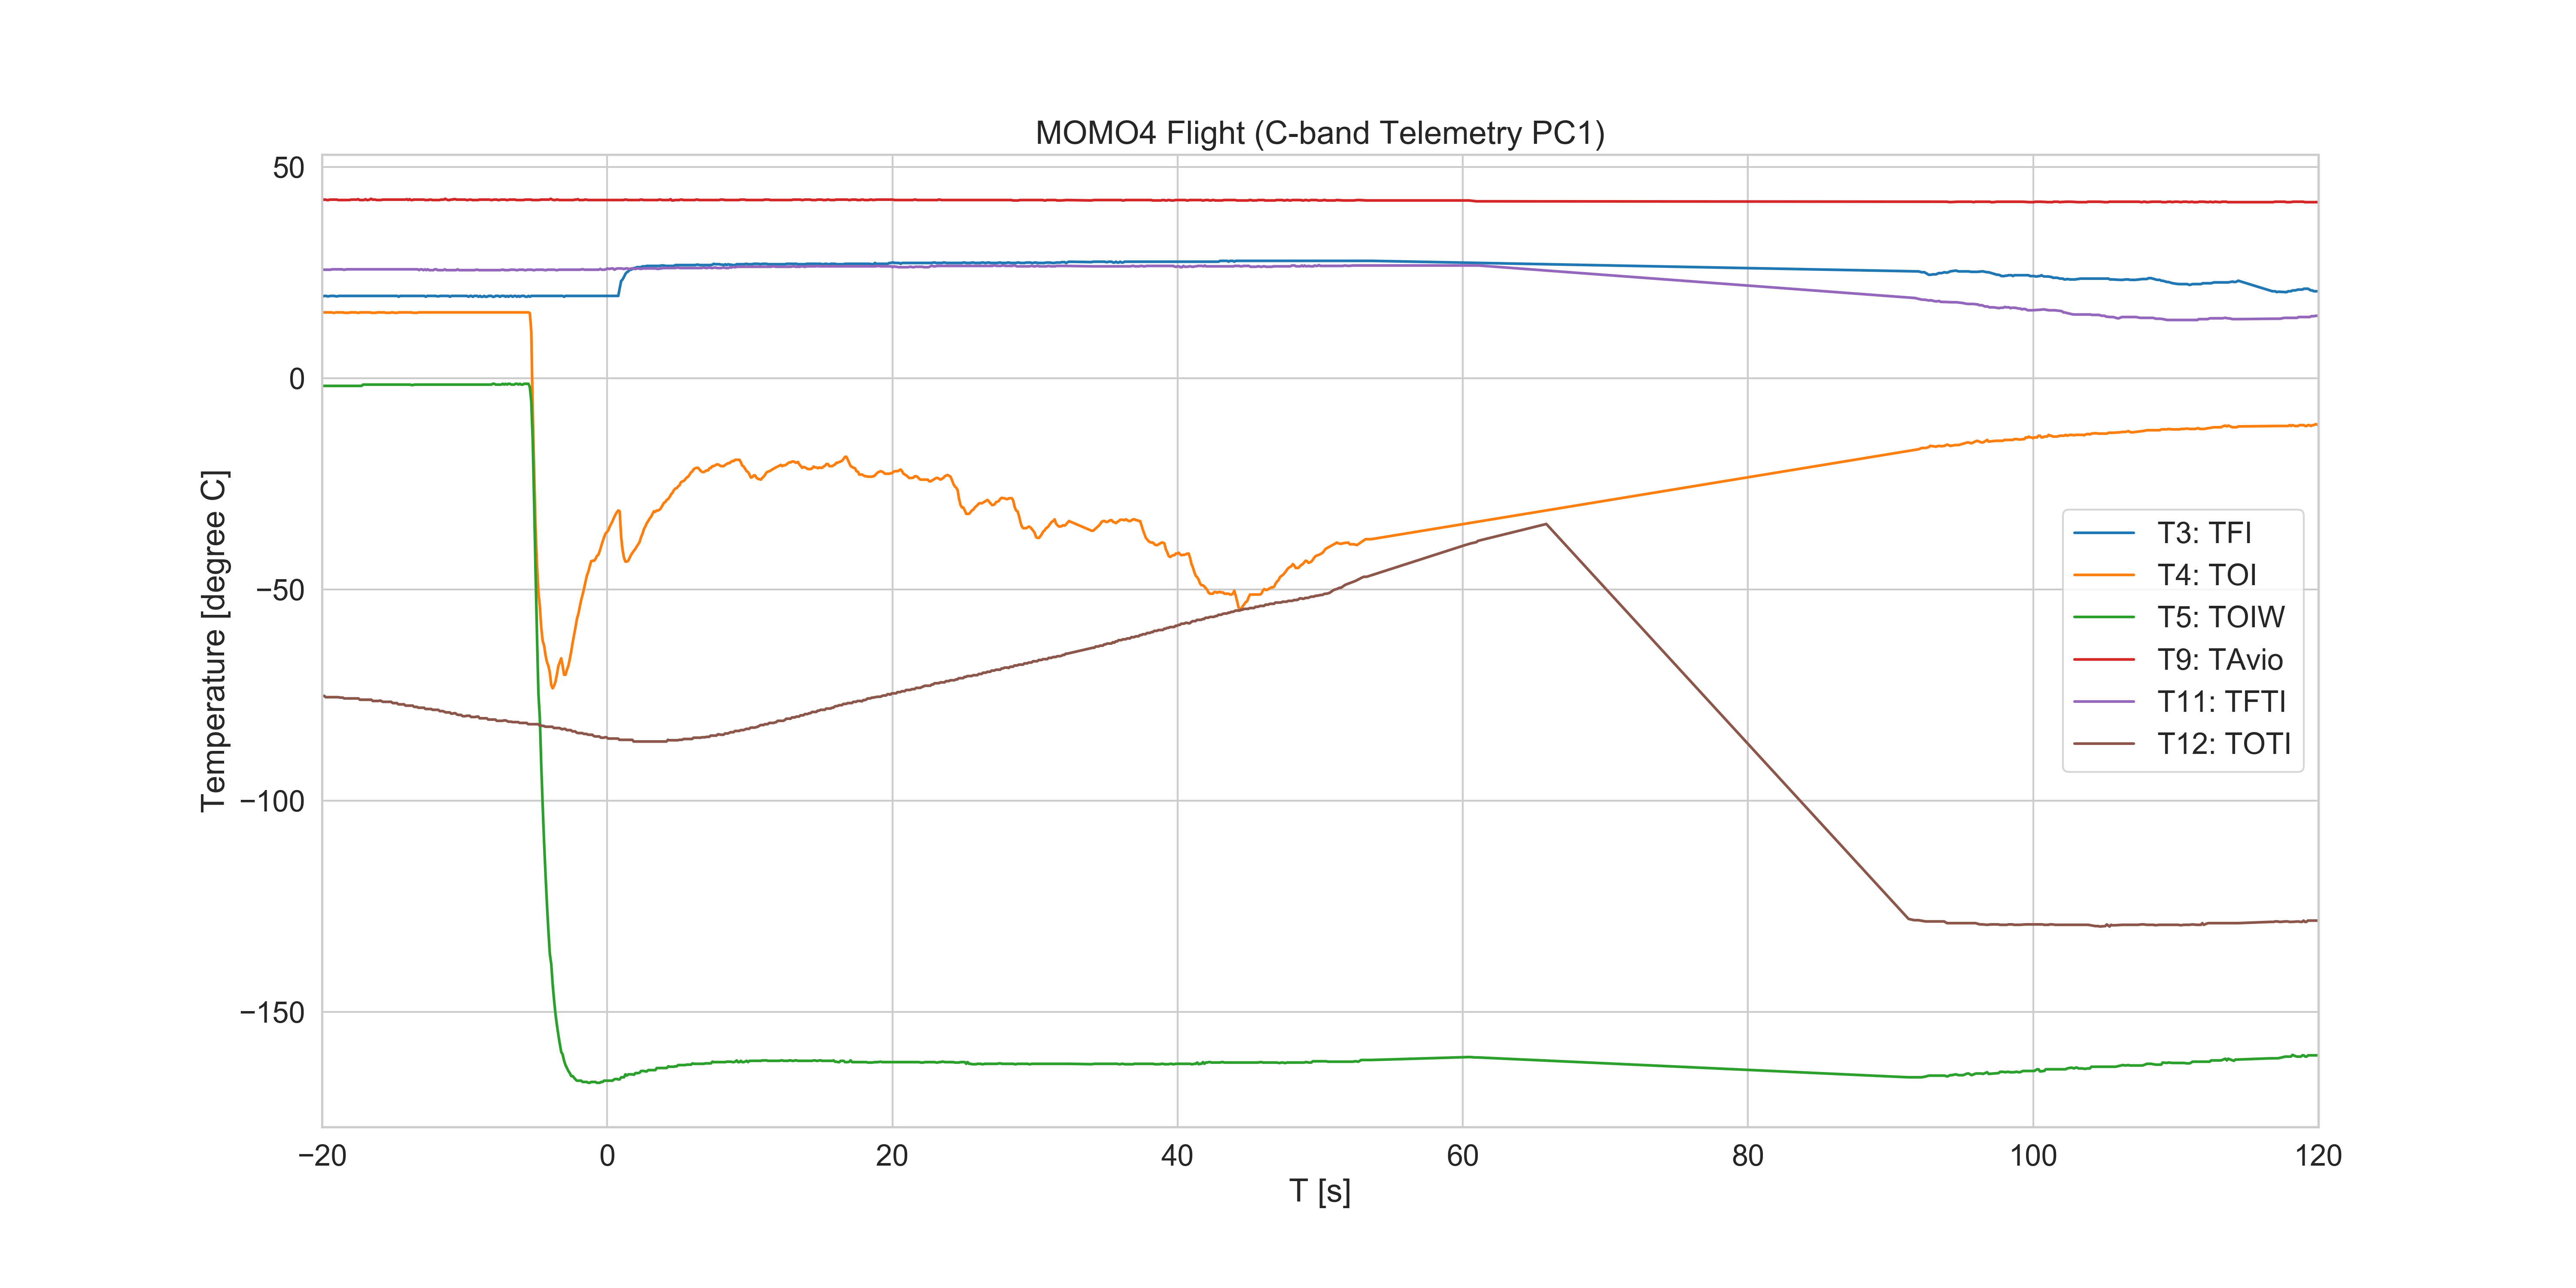 MOMO4 Flight (C-band Telemetry PC1)
50
0
−50
−100
−150
Temperature [degree C]
T3: TFI
T4: TOI
T5: TOIW
T9: TAvio
T11: TFTI
T12: TOTI
−20 0 20 40 60 80 100 120
T [s]